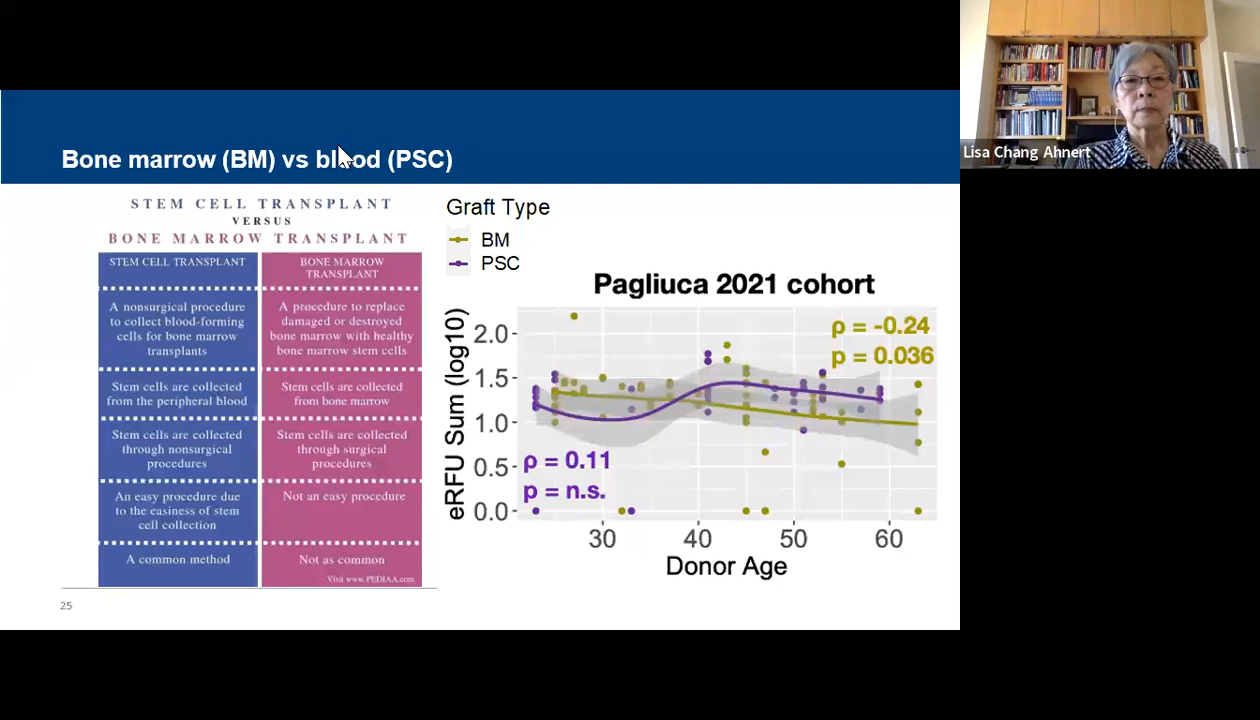 Bone marrow (BM) vs blood (PSC)
STEM CELL TRANSPLANT
VERSUS
BONE MARROW TRANSPLANT
STEM CELL TRANSPLANT
A nonsurgical procedure
to collect blood-forming
cells for bone marrow
transplants
Stem cells are collected
from the peripheral blood
Stem cells are collected
through nonsurgical
procedures
An easy procedure due
to the easiness of stem
cell collection
A common method
BONE MARROW
TRANSPLANT
A procedure to replace
damaged or destroyed
bone marrow with healthy
bone marrow stem cells
Stem cells are collected
from bone marrow
Stem cells are collected
through surgical
procedures
Not an easy procedure
Not as common
Visit www.PEDIAA.com
Graft Type
BM
PSC
Pagliuca 2021 cohort
eRFU Sum (log10)
2.0
1.5
1.0
0.5
0.0
ρ = -0.24
p = 0.036
ρ = 0.11
p = n.s.
30 40 50 60
Donor Age
25
Lisa Chang Ahnert